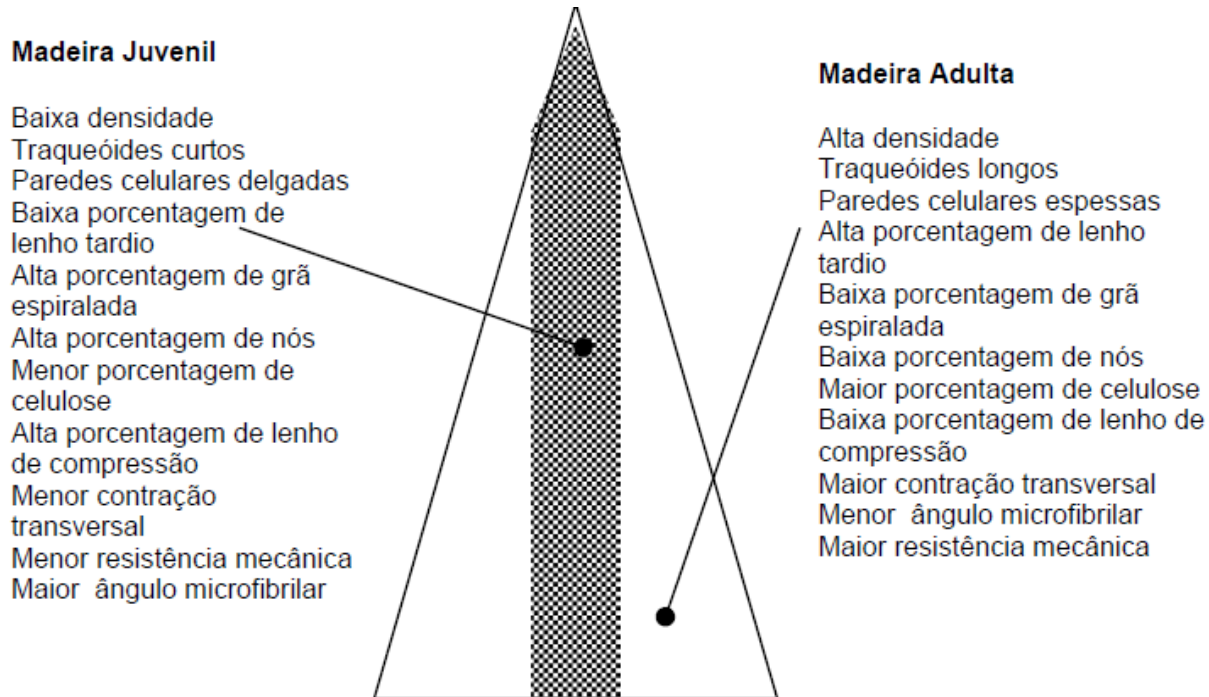 Madeira Juvenil
Baixa densidade
Traqueóides curtos
Paredes celulares delgadas
Baixa porcentagem de
lenho tardio
Alta porcentagem de grã
espiralada
Alta porcentagem de nós
Menor porcentagem de
celulose
Alta porcentagem de lenho
de compressão
Menor contração
transversal
Menor resistência mecânica
Maior ângulo microfibrilar
Madeira Adulta
Alta densidade
Traqueóides longos
Paredes celulares espessas
Alta porcentagem de lenho
tardio
Baixa porcentagem de grã
espiralada
Baixa porcentagem de nós
Maior porcentagem de celulose
Baixa porcentagem de lenho de
compressão
Maior contração transversal
Menor ângulo microfibrilar
Maior resistência mecânica